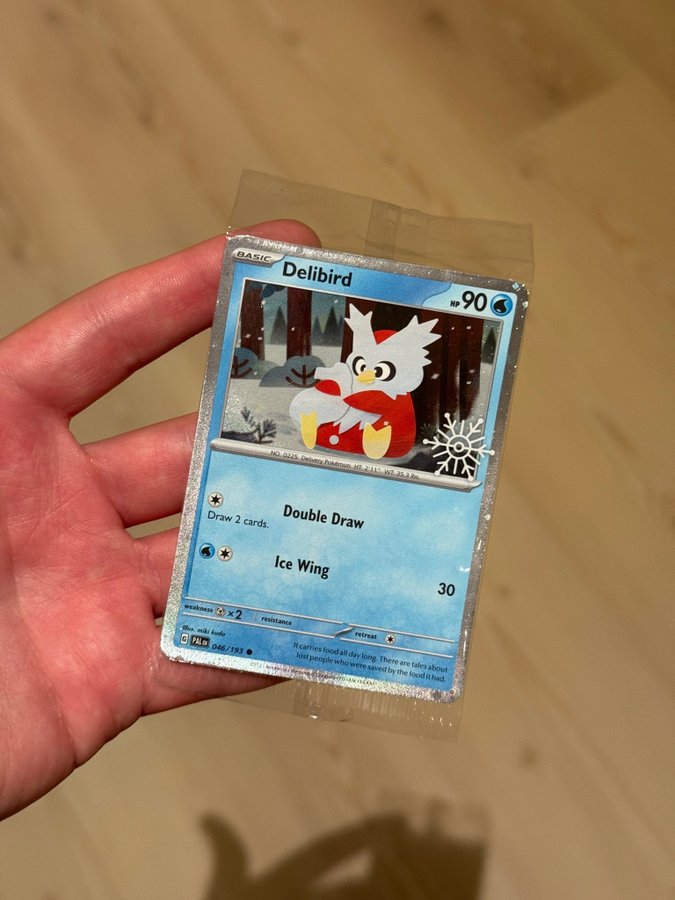 BASIC Delibird HP 90
NO. 0225 Delivery Pokémon HT: 2'11" WT: 35.3 lbs.
Double Draw
Draw 2 cards.
Ice Wing 30
weakness ×2 resistance retreat
Illus. miki kudo
G PAL EN 046/193
It carries food all day long. There are tales about
lost people who were saved by the food it had.